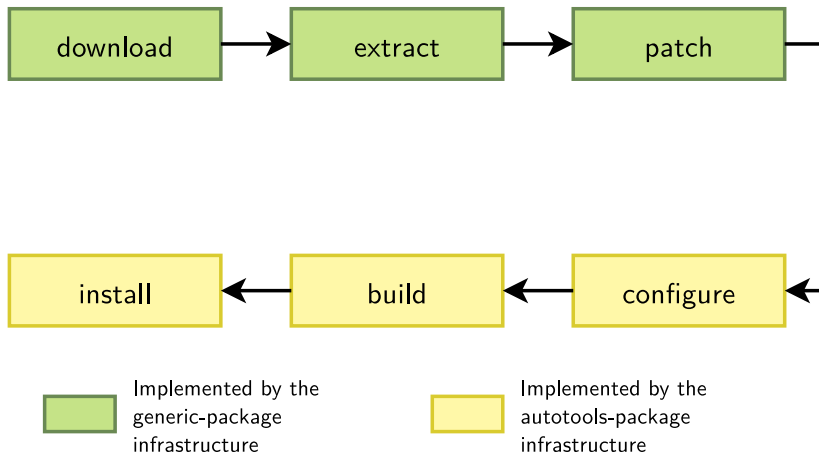 download
extract
patch
install
build
configure
Implemented by the
generic-package
infrastructure
Implemented by the
autotools-package
infrastructure